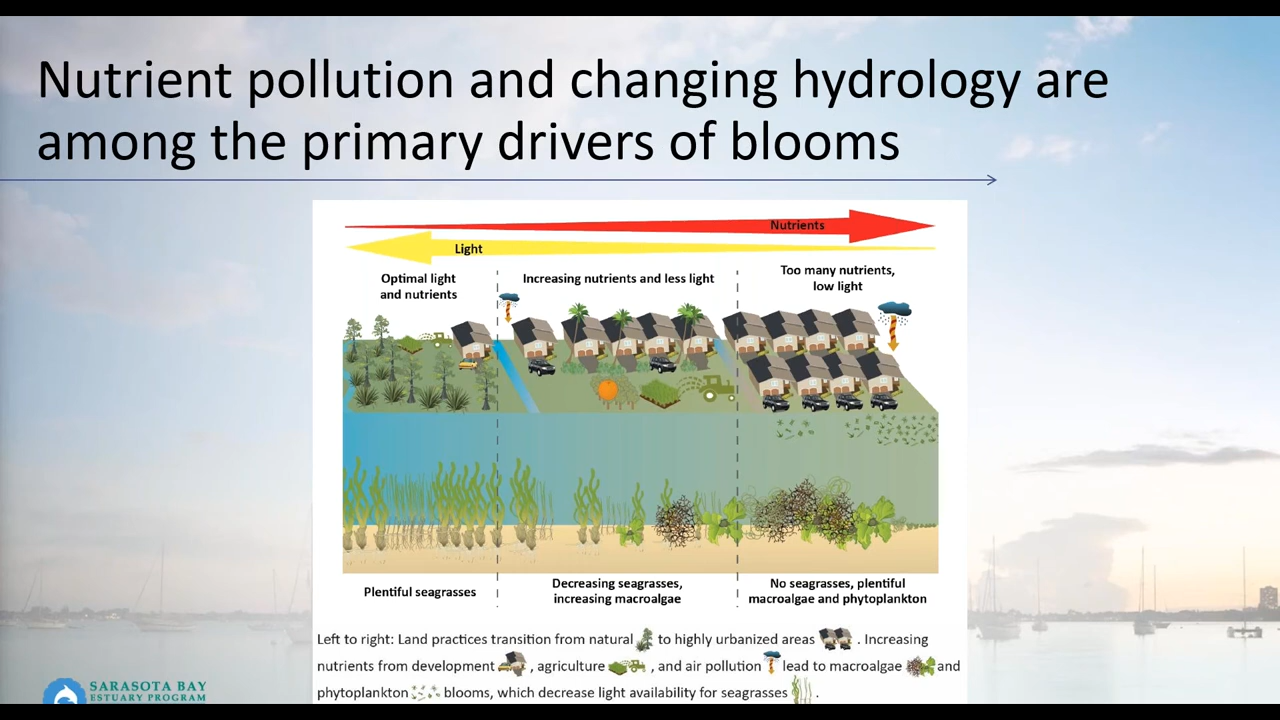 Nutrient pollution and changing hydrology are
among the primary drivers of blooms
Nutrients
Light
Optimal light
and nutrients
Increasing nutrients and less light
Too many nutrients,
low light
Plentiful seagrasses
Decreasing seagrasses,
increasing macroalgae
No seagrasses, plentiful
macroalgae and phytoplankton
Left to right: Land practices transition from natural to highly urbanized areas . Increasing
nutrients from development , agriculture , and air pollution lead to macroalgae and
phytoplankton blooms, which decrease light availability for seagrasses .
SARASOTA BAY
ESTUARY PROGRAM